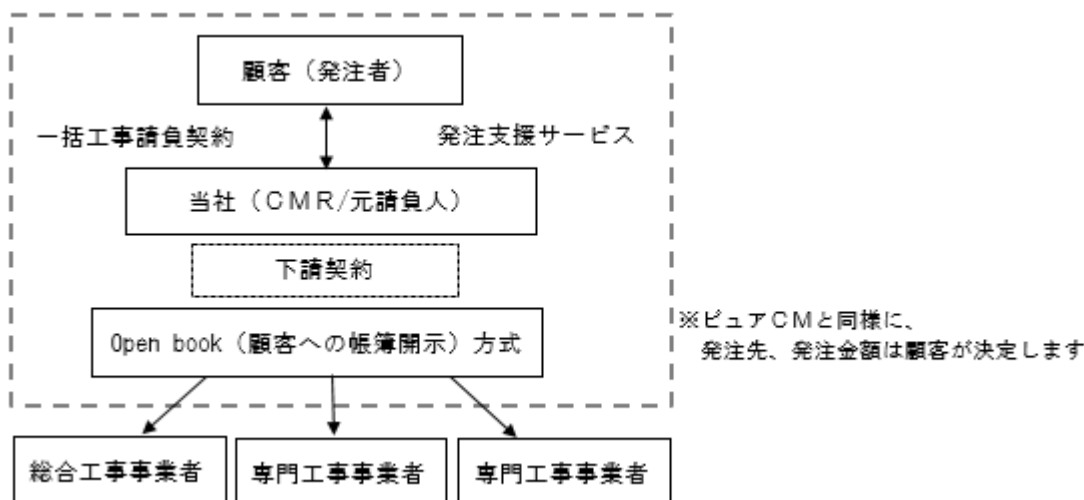 顧客（発注者）
一括工事請負契約
発注支援サービス
当社（ＣＭＲ/元請負人）
下請契約
Open book（顧客への帳簿開示）方式
※ピュアＣＭと同様に、
発注先、発注金額は顧客が決定します
総合工事事業者
専門工事事業者
専門工事事業者